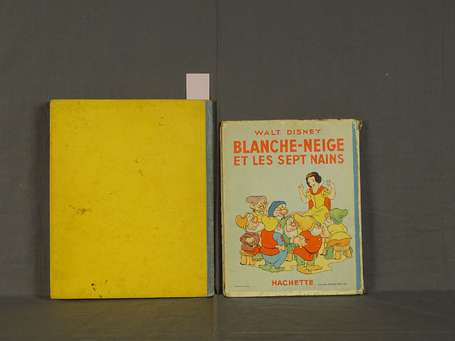 WALT DISNEY
BLANCHE-NEIGE
ET LES SEPT NAINS
HACHETTE